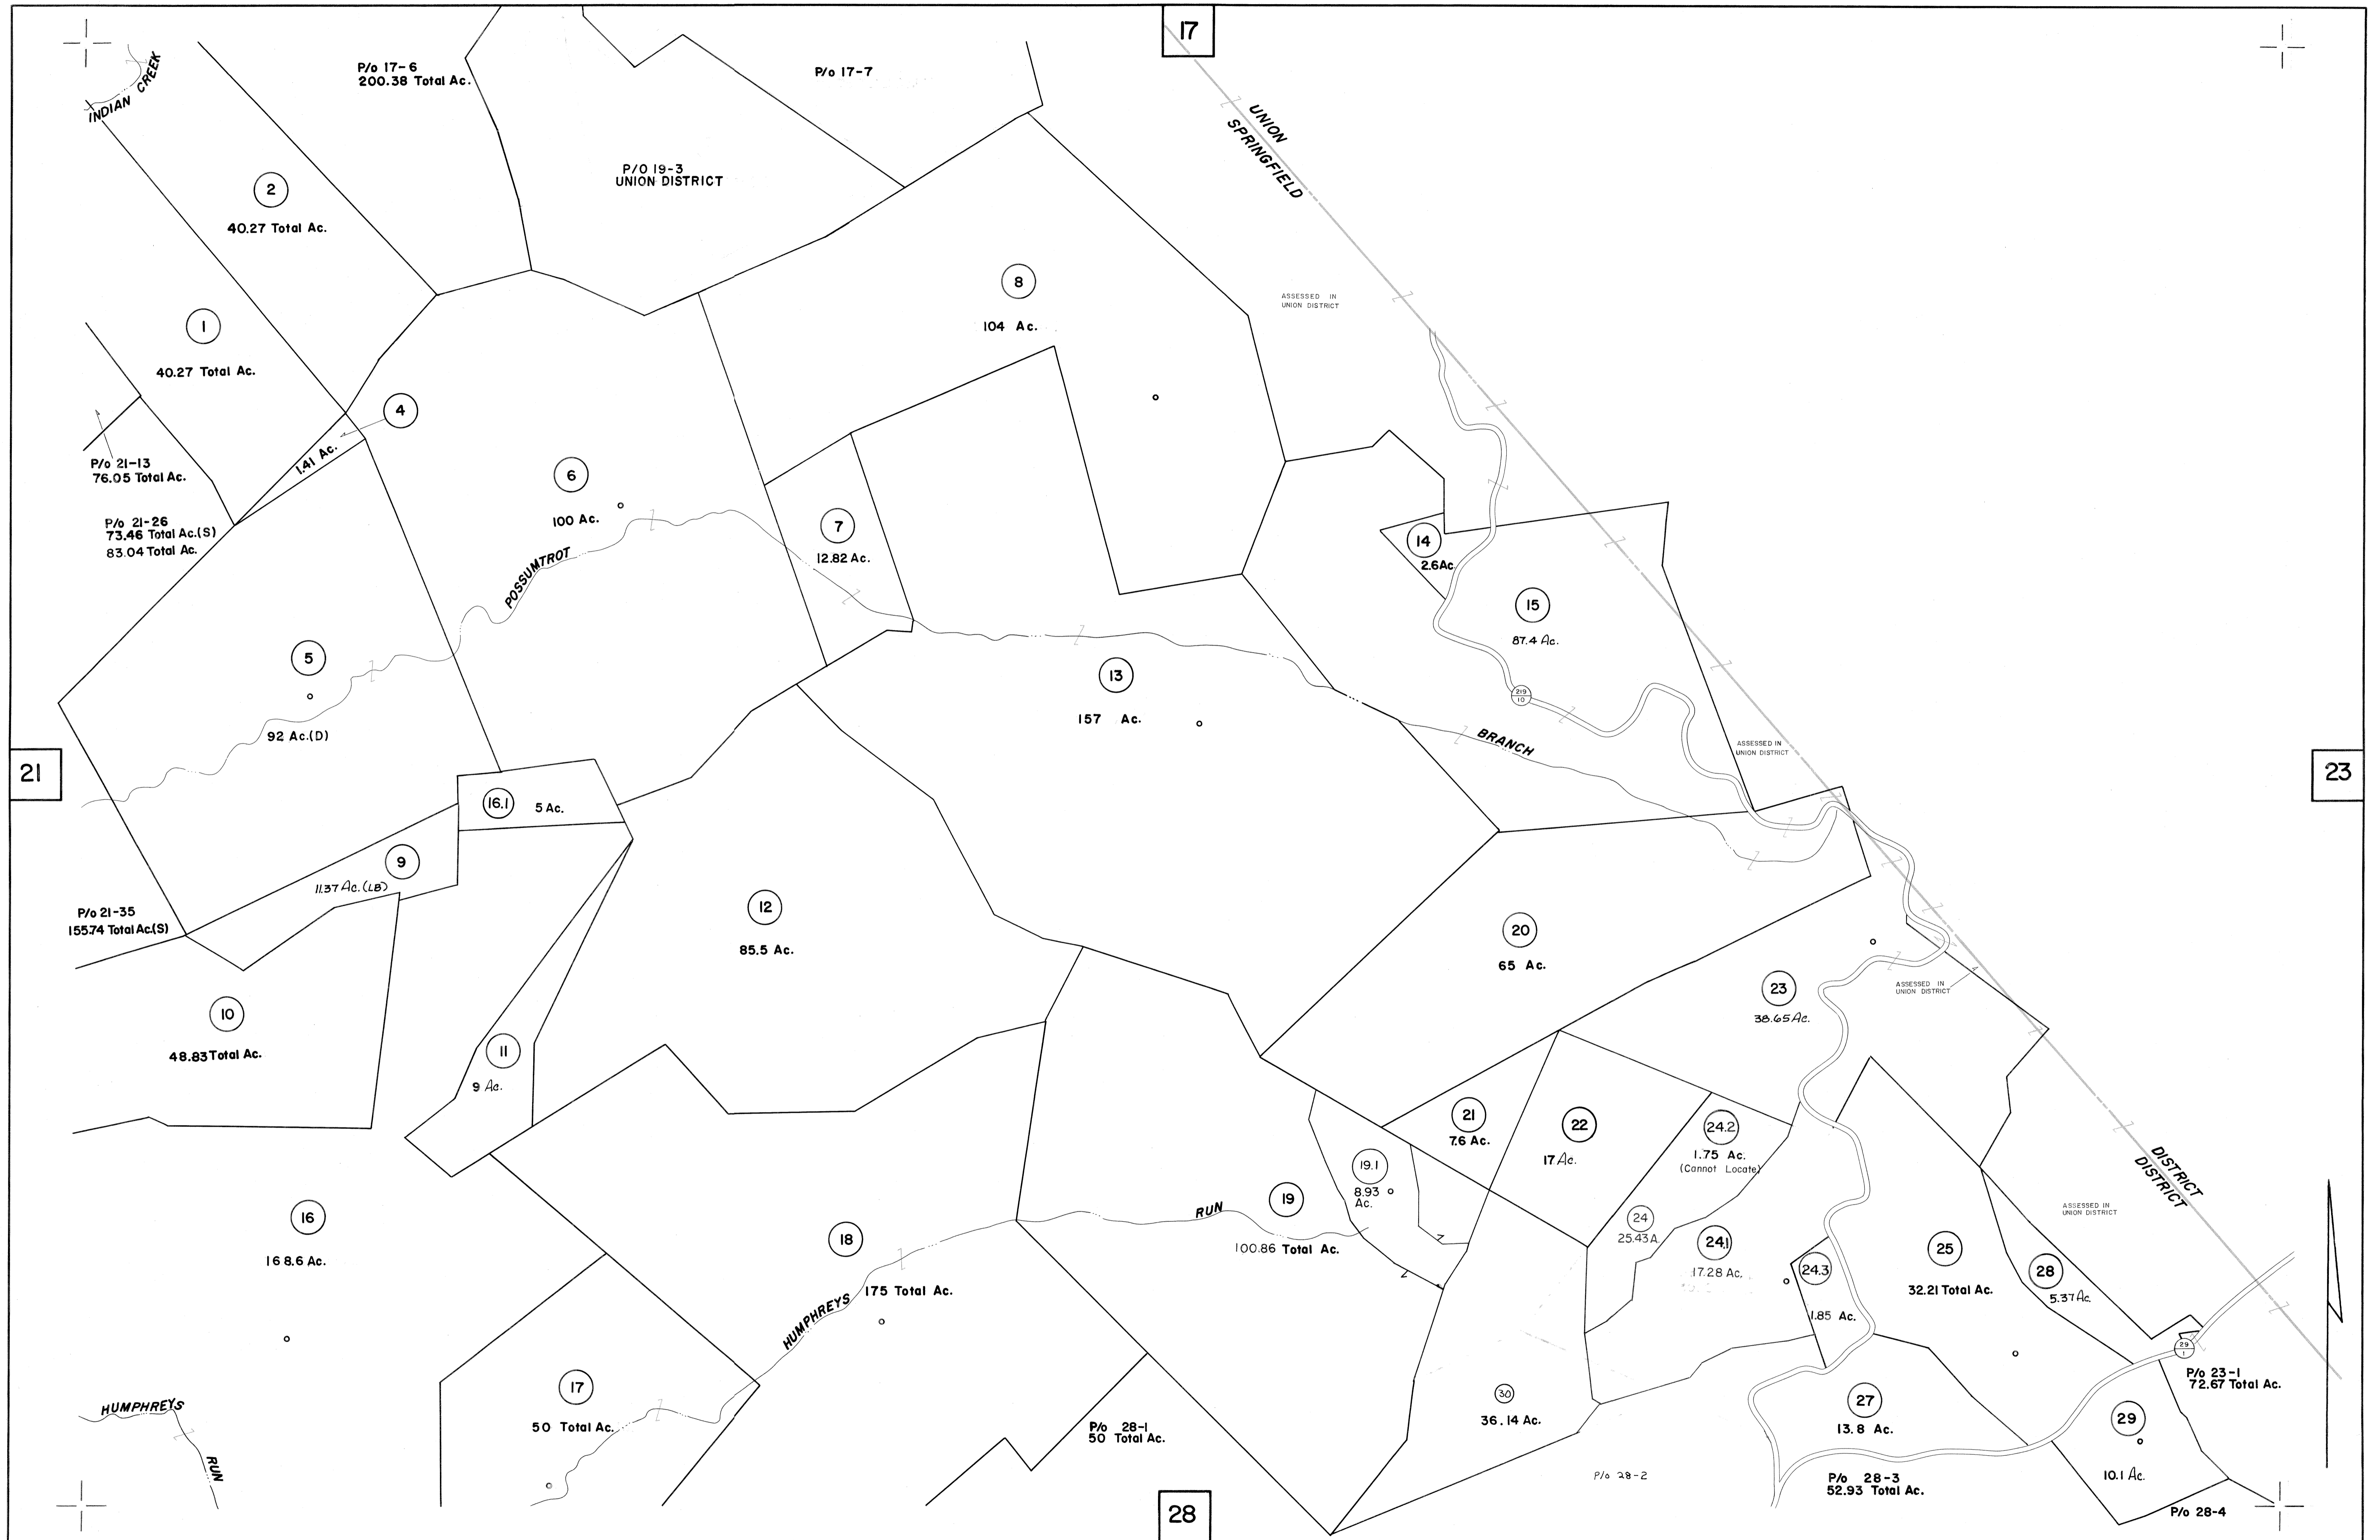 17
INDIAN CREEK
P/o 17-6
200.38 Total Ac.
P/o 17-7
P/O 19-3
UNION DISTRICT
UNION
SPRINGFIELD
2
40.27 Total Ac.
1
40.27 Total Ac.
8
104 Ac.
ASSESSED IN
UNION DISTRICT
4
1.41 Ac.
P/o 21-13
76.05 Total Ac.
P/o 21-26
73.46 Total Ac.(S)
83.04 Total Ac.
6
100 Ac.
POSSUMTROT
7
12.82 Ac.
14
2.6 Ac.
15
87.4 Ac.
5
92 Ac.(D)
13
157 Ac.
219
10
BRANCH
ASSESSED IN
UNION DISTRICT
21
23
16.1
5 Ac.
9
11.37 Ac.(LB)
P/o 21-35
155.74 Total Ac.(S)
12
85.5 Ac.
20
65 Ac.
10
48.83 Total Ac.
11
9 Ac.
23
38.65 Ac.
ASSESSED IN
UNION DISTRICT
21
7.6 Ac.
22
17 Ac.
24.2
1.75 Ac.
(Cannot Locate)
19.1
8.93
Ac.
DISTRICT
DISTRICT
16
168.6 Ac.
18
175 Total Ac.
HUMPHREYS
RUN
19
100.86 Total Ac.
24
25.43 A.
24.1
17.28 Ac.
24.3
1.85 Ac.
25
32.21 Total Ac.
28
5.37 Ac.
ASSESSED IN
UNION DISTRICT
29
1
P/o 23-1
72.67 Total Ac.
HUMPHREYS
RUN
17
50 Total Ac.
P/o 28-1
50 Total Ac.
30
36.14 Ac.
27
13.8 Ac.
29
10.1 Ac.
P/o 28-2
P/o 28-3
52.93 Total Ac.
P/o 28-4
28